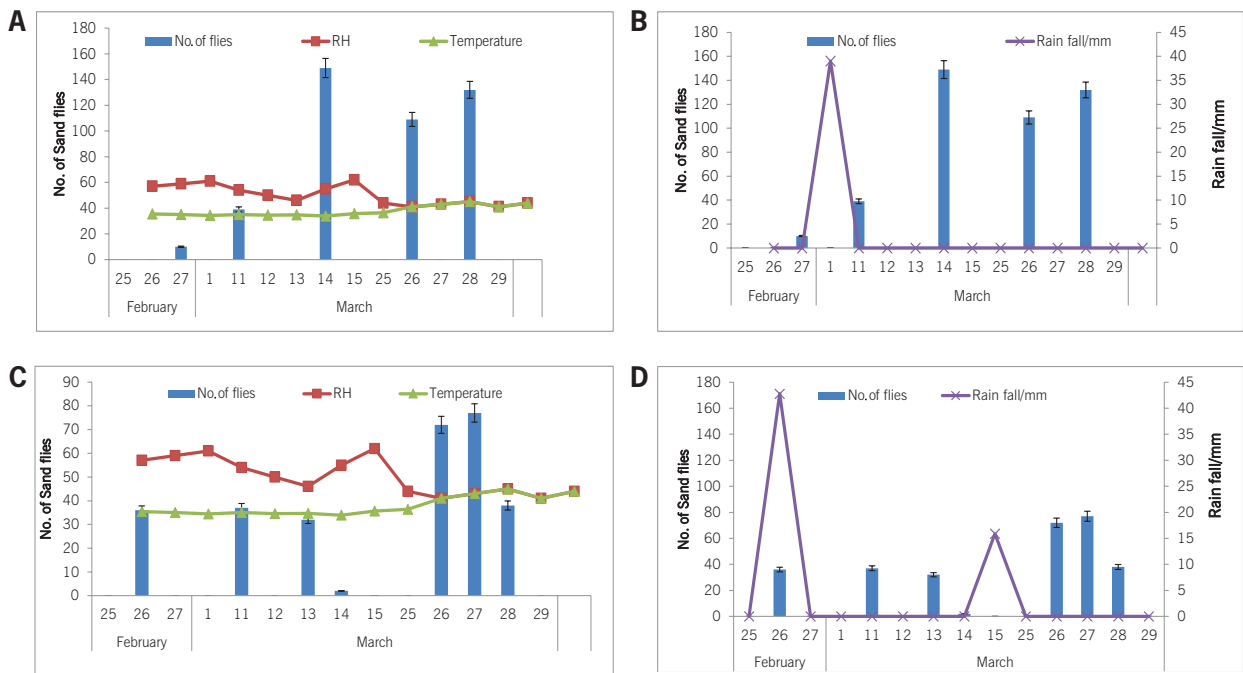 A
No. of flies RH Temperature
No. of Sand flies
180
160
140
120
100
80
60
40
20
0
25 26 27 1 11 12 13 14 15 25 26 27 28 29
February March
B
No. of flies Rain fall/mm
No. of Sand flies
180
160
140
120
100
80
60
40
20
0
45
40
35
30
25
20
15
10
5
0
Rain fall/mm
25 26 27 1 11 12 13 14 15 25 26 27 28 29
February March
C
No. of flies RH Temperature
No. of Sand flies
90
80
70
60
50
40
30
20
10
0
25 26 27 1 11 12 13 14 15 25 26 27 28 29
February March
D
No. of flies Rain fall/mm
No. of Sand flies
180
160
140
120
100
80
60
40
20
0
45
40
35
30
25
20
15
10
5
0
Rain fall/mm
25 26 27 1 11 12 13 14 15 25 26 27 28 29
February March